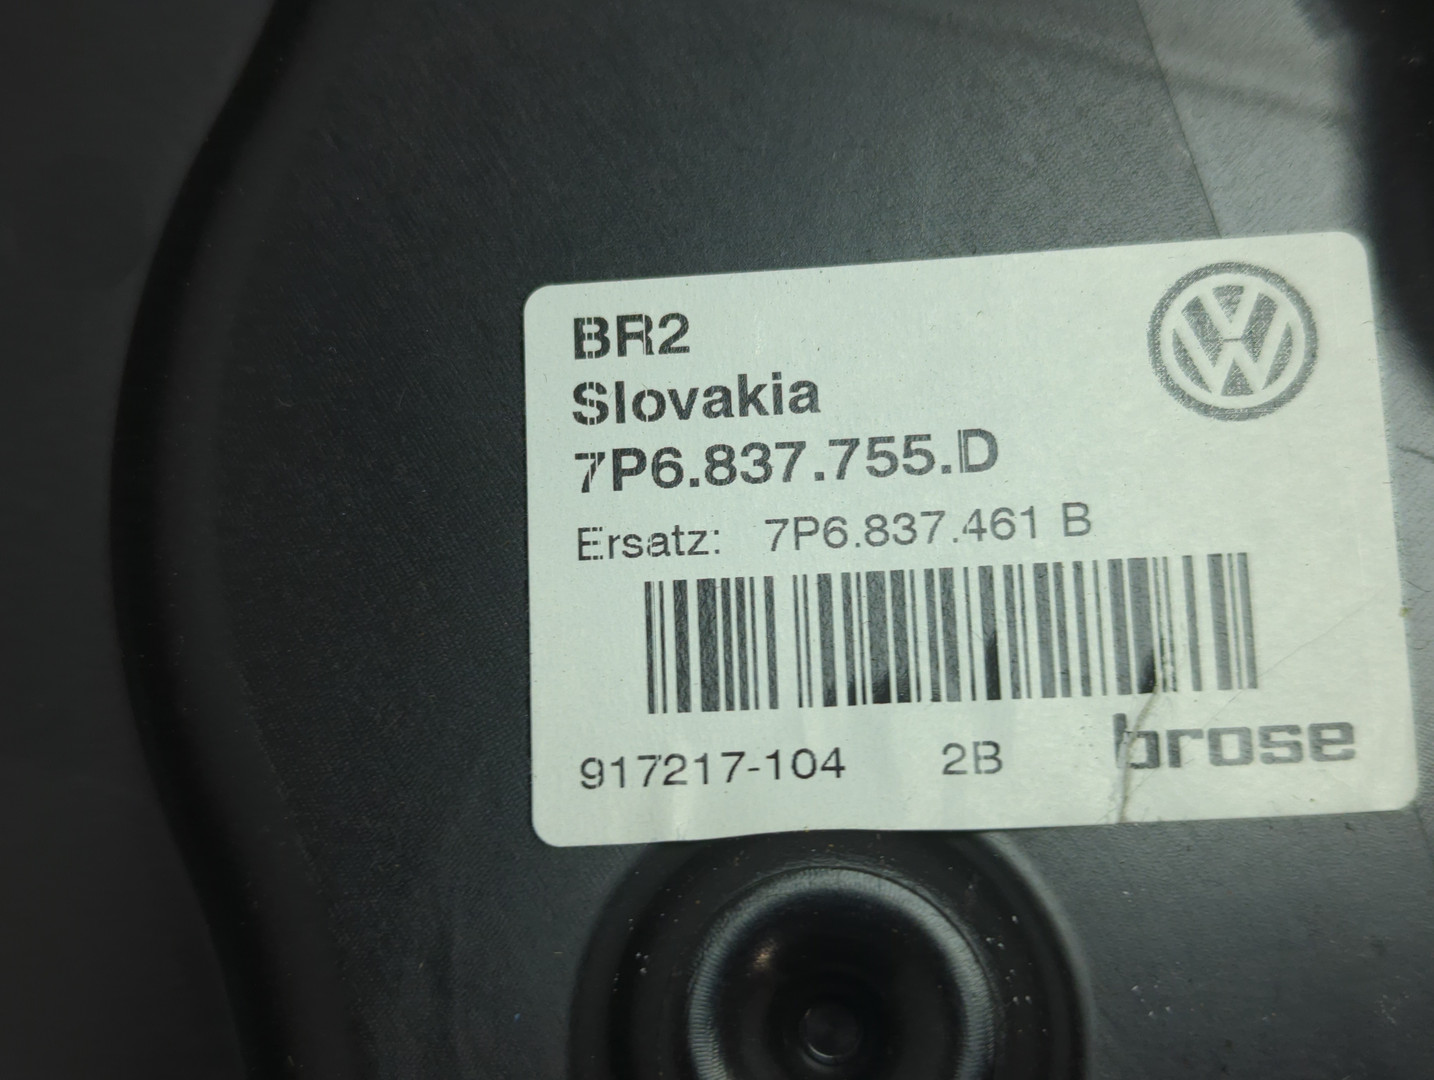 BR2
Slovakia
7P6.837.755.D
Ersatz: 7P6.837.461 B
917217-104 2B brose